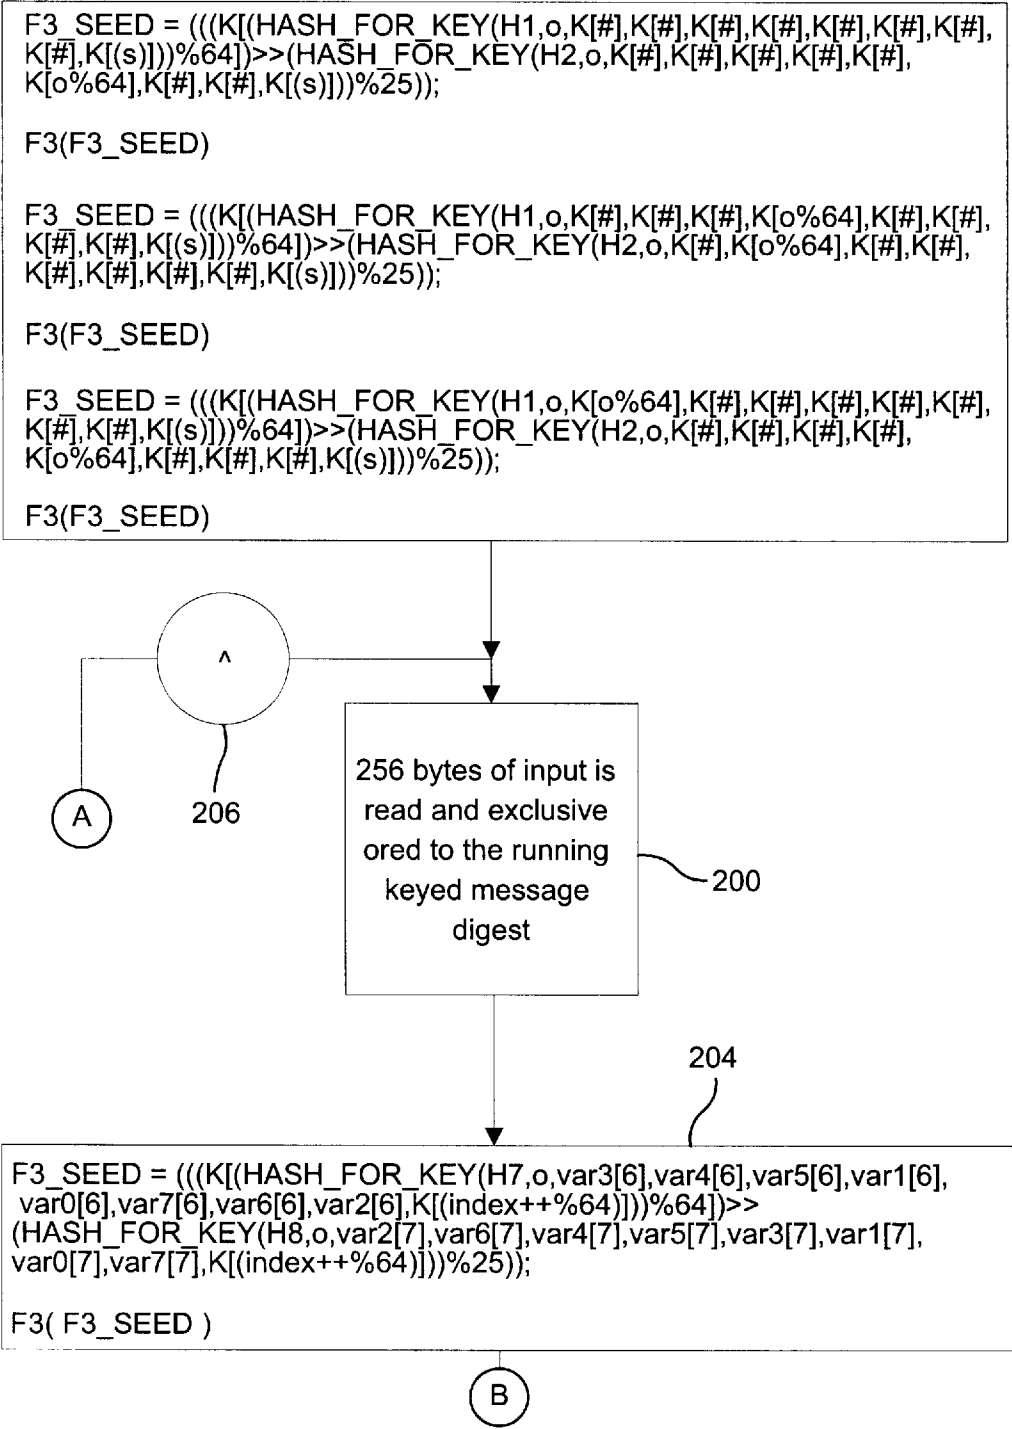 F3_SEED = (((K[(HASH_FOR_KEY(H1,o,K[#],K[#],K[#],K[#],K[#],K[#],K[#],
K[#],K[(s)]))%64])>>(HASH_FOR_KEY(H2,o,K[#],K[#],K[#],K[#],K[#],
K[o%64],K[#],K[#],K[(s)]))%25));
F3(F3_SEED)
F3_SEED = (((K[(HASH_FOR_KEY(H1,o,K[#],K[#],K[#],K[o%64],K[#],K[#],
K[#],K[#],K[(s)]))%64])>>(HASH_FOR_KEY(H2,o,K[#],K[o%64],K[#],K[#],
K[#],K[#],K[#],K[#],K[(s)]))%25));
F3(F3_SEED)
F3_SEED = (((K[(HASH_FOR_KEY(H1,o,K[o%64],K[#],K[#],K[#],K[#],K[#],
K[#],K[#],K[(s)]))%64])>>(HASH_FOR_KEY(H2,o,K[#],K[#],K[#],K[#],
K[o%64],K[#],K[#],K[#],K[(s)]))%25));
F3(F3_SEED)
^
206
A
256 bytes of input is
read and exclusive
ored to the running
keyed message
digest
200
204
F3_SEED = (((K[(HASH_FOR_KEY(H7,o,var3[6],var4[6],var5[6],var1[6],
var0[6],var7[6],var6[6],var2[6],K[(index++%64)]))%64])>>
(HASH_FOR_KEY(H8,o,var2[7],var6[7],var4[7],var5[7],var3[7],var1[7],
var0[7],var7[7],K[(index++%64)]))%25));
F3( F3_SEED )
B